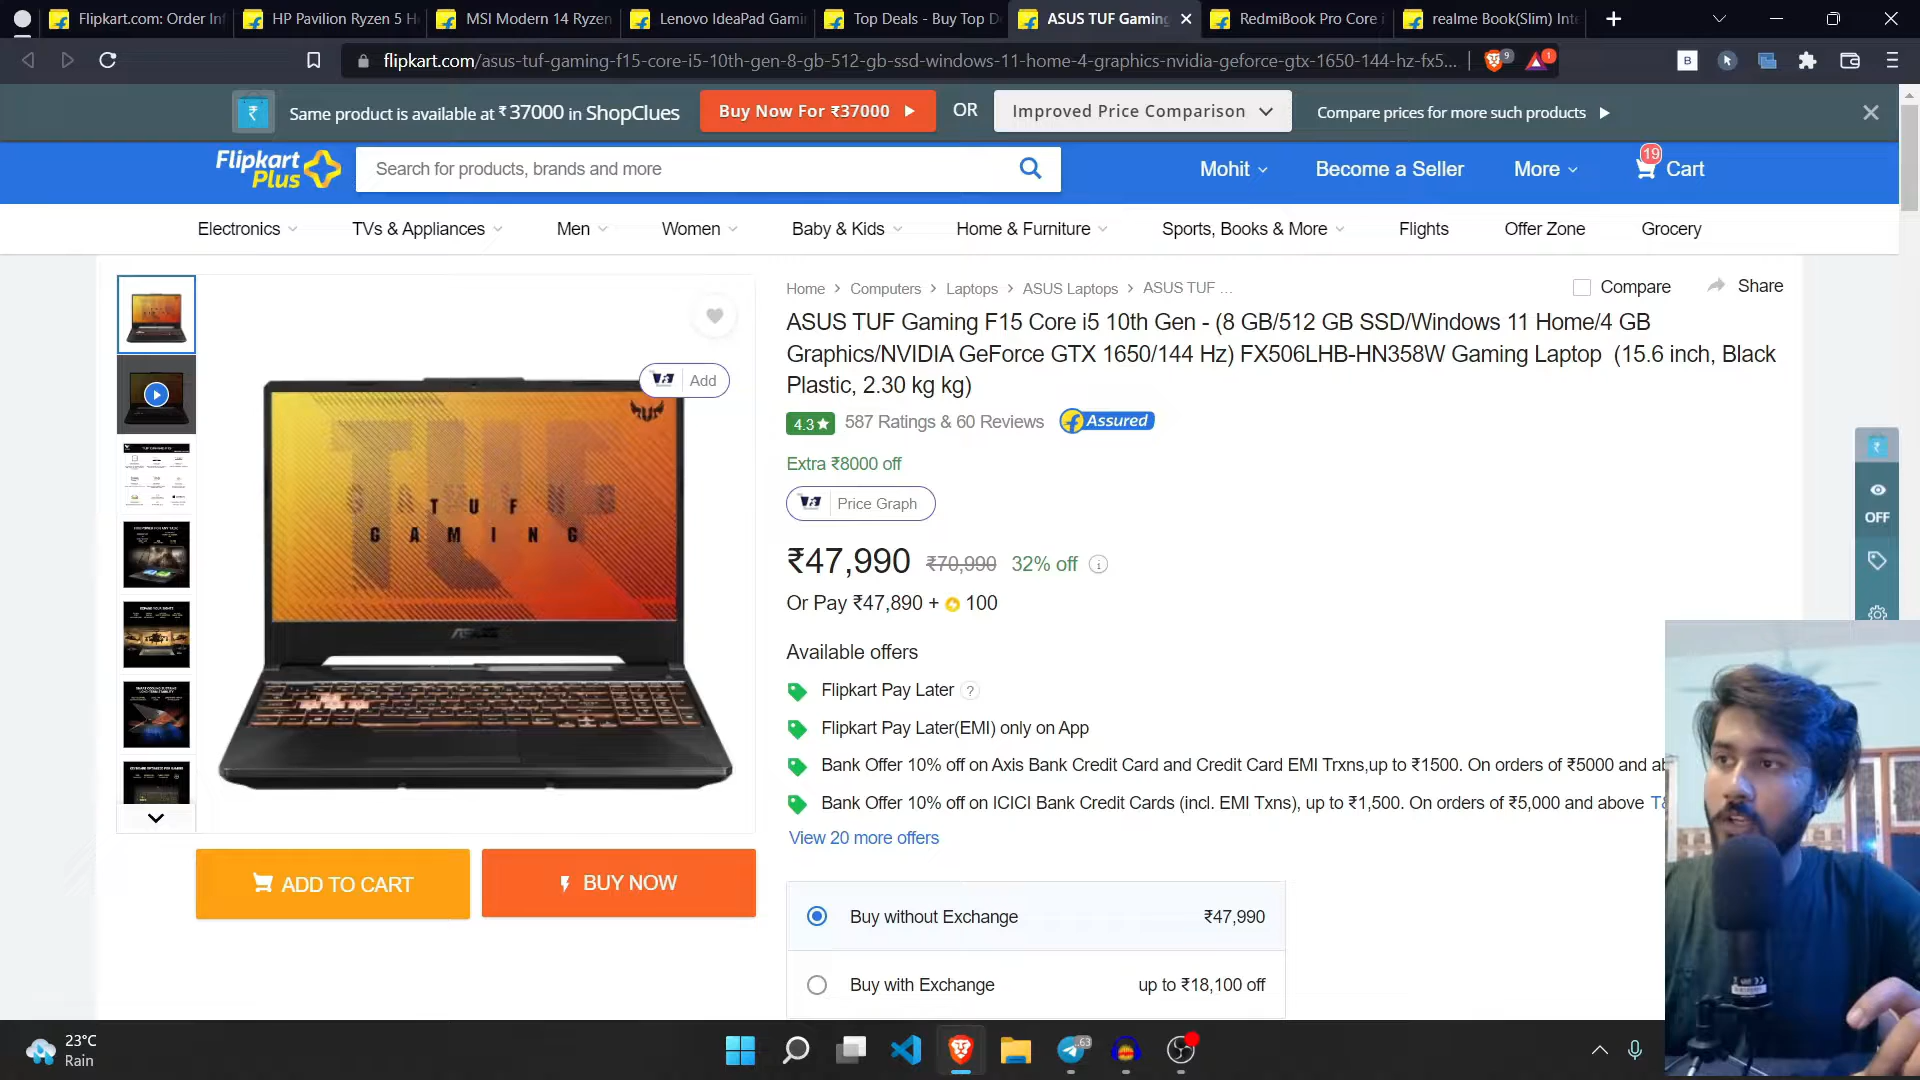 Flipkart.com: Order In
HP Pavilion Ryzen 5 H
MSI Modern 14 Ryzen
Lenovo IdeaPad Gami
Top Deals - Buy Top D
ASUS TUF Gaming
RedmiBook Pro Core i
realme Book(Slim) Inte
flipkart.com/asus-tuf-gaming-f15-core-i5-10th-gen-8-gb-512-gb-ssd-windows-11-home-4-graphics-nvidia-geforce-gtx-1650-144-hz-fx5...
9
1
B
Same product is available at ₹37000 in ShopClues
Buy Now For ₹37000
OR
Improved Price Comparison
Compare prices for more such products
Flipkart
Plus
Search for products, brands and more
Mohit
Become a Seller
More
19
Cart
Electronics
TVs & Appliances
Men
Women
Baby & Kids
Home & Furniture
Sports, Books & More
Flights
Offer Zone
Grocery
Home > Computers > Laptops > ASUS Laptops > ASUS TUF ...
Compare
Share
ASUS TUF Gaming F15 Core i5 10th Gen - (8 GB/512 GB SSD/Windows 11 Home/4 GB
Graphics/NVIDIA GeForce GTX 1650/144 Hz) FX506LHB-HN358W Gaming Laptop (15.6 inch, Black
Plastic, 2.30 kg kg)
Add
TUF
GAMING
4.3★
587 Ratings & 60 Reviews
Assured
Extra ₹8000 off
Price Graph
₹47,990
₹70,990
32% off
Or Pay ₹47,890 + 100
OFF
Available offers
Flipkart Pay Later ?
Flipkart Pay Later(EMI) only on App
Bank Offer 10% off on Axis Bank Credit Card and Credit Card EMI Trxns,up to ₹1500. On orders of ₹5000 and ab
Bank Offer 10% off on ICICI Bank Credit Cards (incl. EMI Txns), up to ₹1,500. On orders of ₹5,000 and above T&
View 20 more offers
ADD TO CART
BUY NOW
Buy without Exchange
₹47,990
Buy with Exchange
up to ₹18,100 off
23°C
Rain
63